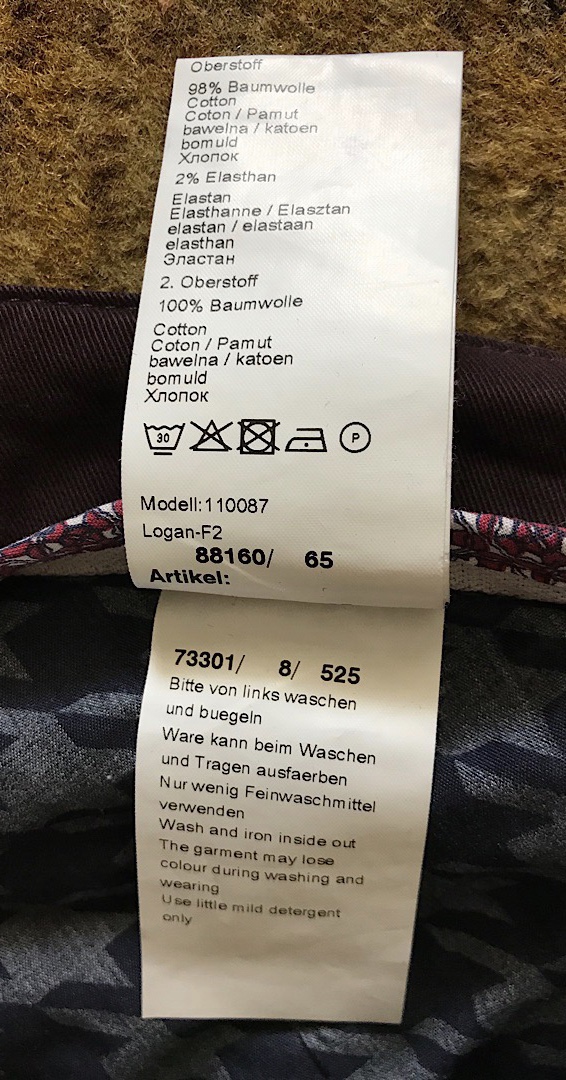 Oberstoff
98% Baumwolle
Cotton
Coton / Pamut
bawelna / katoen
bomuld
Хлопок
2% Elasthan
Elastan
Elasthanne / Elasztan
elastan / elastaan
elasthan
Эластан
2. Oberstoff
100% Baumwolle
Cotton
Coton / Pamut
bawelna / katoen
bomuld
Хлопок
30 P
Modell:110087
Logan-F2
88160/ 65
Artikel:
73301/ 8/ 525
Bitte von links waschen
und buegeln
Ware kann beim Waschen
und Tragen ausfaerben
Nur wenig Feinwaschmittel
verwenden
Wash and iron inside out
The garment may lose
colour during washing and
wearing
Use little mild detergent
only